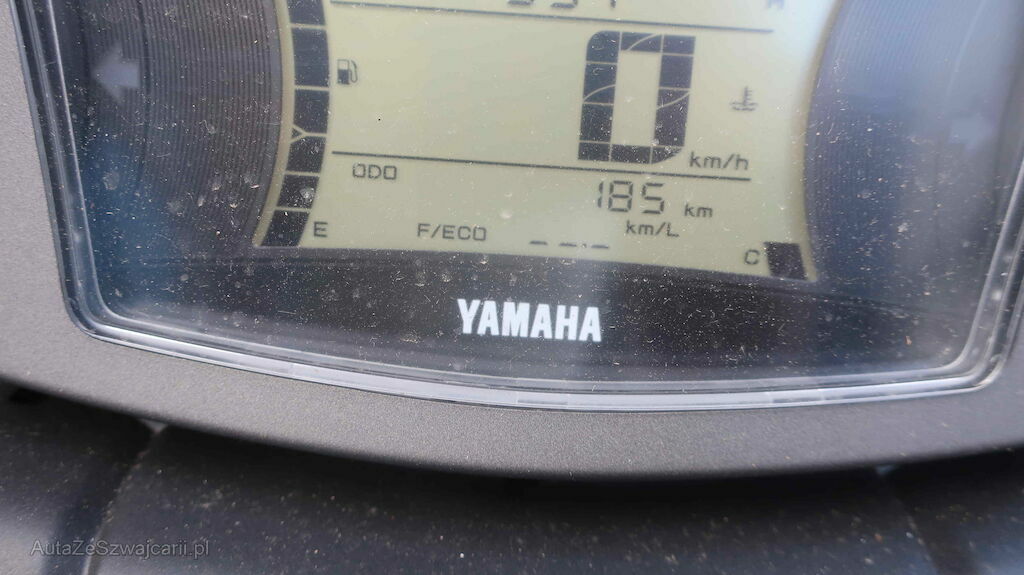 0 km/h
ODO 185 km
E F/ECO _ _._ km/L C
YAMAHA
AutaZeSzwajcarii.pl